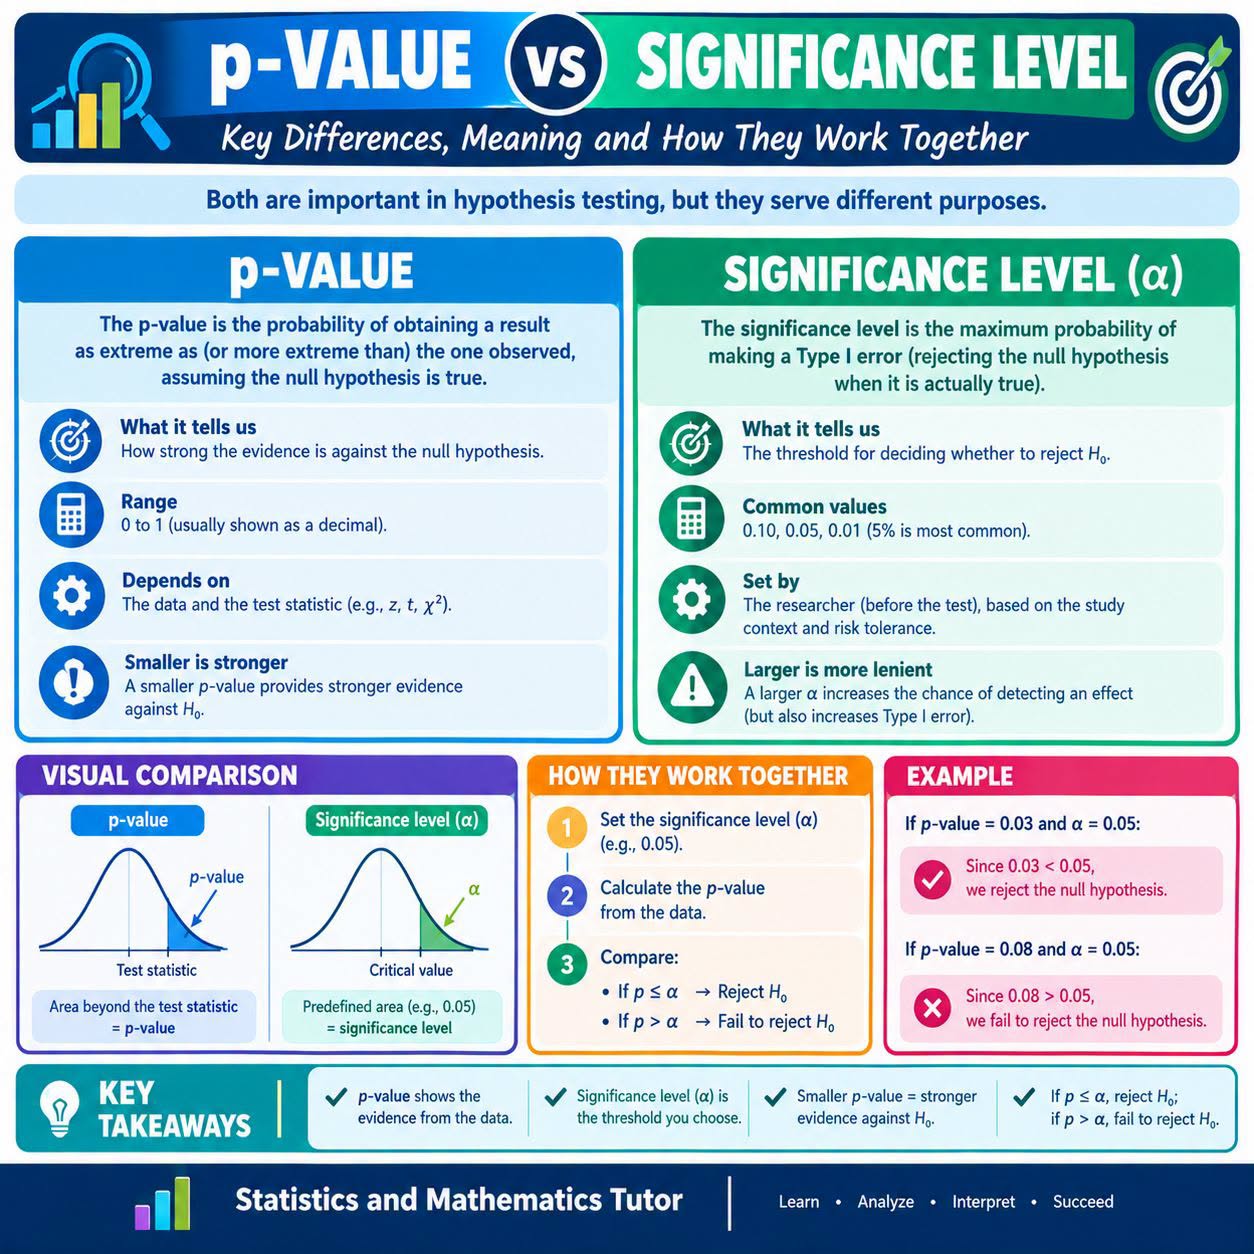 p-VALUE VS SIGNIFICANCE LEVEL
Key Differences, Meaning and How They Work Together
Both are important in hypothesis testing, but they serve different purposes.
p-VALUE
The p-value is the probability of obtaining a result
as extreme as (or more extreme than) the one observed,
assuming the null hypothesis is true.
What it tells us
How strong the evidence is against the null hypothesis.
Range
0 to 1 (usually shown as a decimal).
Depends on
The data and the test statistic (e.g., z, t, χ²).
Smaller is stronger
A smaller p-value provides stronger evidence
against H₀.
SIGNIFICANCE LEVEL (α)
The significance level is the maximum probability of
making a Type I error (rejecting the null hypothesis
when it is actually true).
What it tells us
The threshold for deciding whether to reject H₀.
Common values
0.10, 0.05, 0.01 (5% is most common).
Set by
The researcher (before the test), based on the study
context and risk tolerance.
Larger is more lenient
A larger α increases the chance of detecting an effect
(but also increases Type I error).
VISUAL COMPARISON
p-value
p-value
Test statistic
Area beyond the test statistic
= p-value
Significance level (α)
α
Critical value
Predefined area (e.g., 0.05)
= significance level
HOW THEY WORK TOGETHER
1 Set the significance level (α)
(e.g., 0.05).
2 Calculate the p-value
from the data.
3 Compare:
• If p ≤ α → Reject H₀
• If p > α → Fail to reject H₀
EXAMPLE
If p-value = 0.03 and α = 0.05:
Since 0.03 < 0.05,
we reject the null hypothesis.
If p-value = 0.08 and α = 0.05:
Since 0.08 > 0.05,
we fail to reject the null hypothesis.
KEY
TAKEAWAYS
p-value shows the
evidence from the data.
Significance level (α) is
the threshold you choose.
Smaller p-value = stronger
evidence against H₀.
If p ≤ α, reject H₀;
if p > α, fail to reject H₀.
Statistics and Mathematics Tutor
Learn • Analyze • Interpret • Succeed